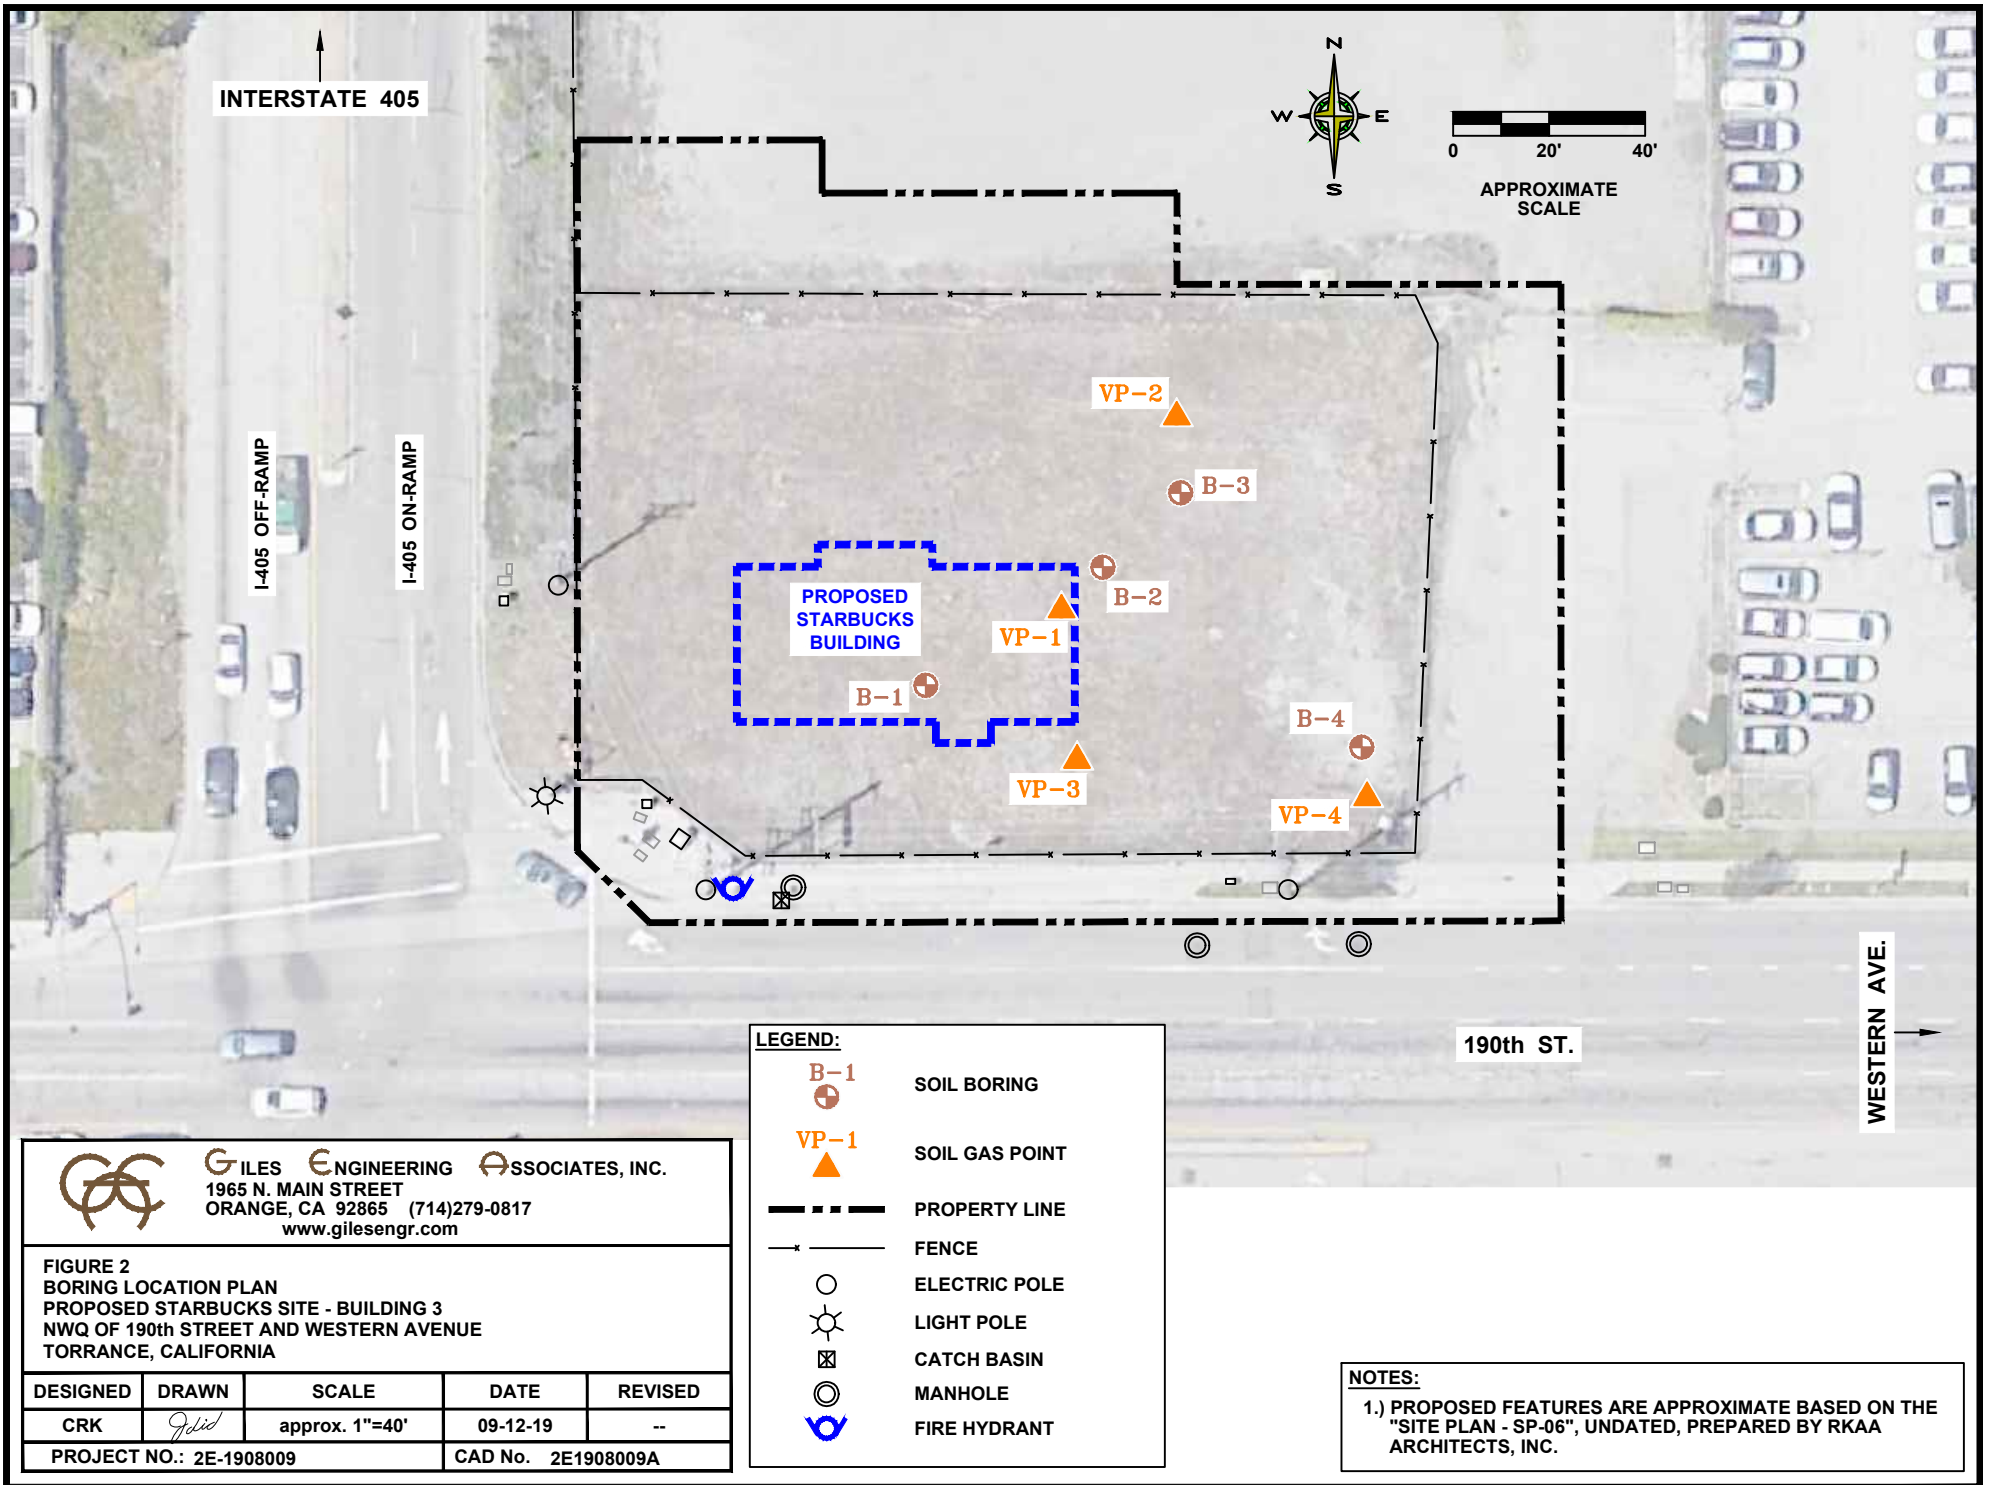 INTERSTATE 405
N
W
E
S
0 20' 40'
APPROXIMATE
SCALE
I-405 OFF-RAMP
I-405 ON-RAMP
VP-2
B-3
B-2
PROPOSED
STARBUCKS
BUILDING
VP-1
B-1
B-4
VP-3
VP-4
190th ST.
WESTERN AVE.
LEGEND:
B-1
SOIL BORING
VP-1
SOIL GAS POINT
PROPERTY LINE
FENCE
ELECTRIC POLE
LIGHT POLE
CATCH BASIN
MANHOLE
FIRE HYDRANT
GILES ENGINEERING ASSOCIATES, INC.
1965 N. MAIN STREET
ORANGE, CA 92865 (714)279-0817
www.gilesengr.com
FIGURE 2
BORING LOCATION PLAN
PROPOSED STARBUCKS SITE - BUILDING 3
NWQ OF 190th STREET AND WESTERN AVENUE
TORRANCE, CALIFORNIA
DESIGNED DRAWN SCALE DATE REVISED
CRK approx. 1"=40' 09-12-19 --
PROJECT NO.: 2E-1908009 CAD No. 2E1908009A
NOTES:
1.) PROPOSED FEATURES ARE APPROXIMATE BASED ON THE
"SITE PLAN - SP-06", UNDATED, PREPARED BY RKAA
ARCHITECTS, INC.